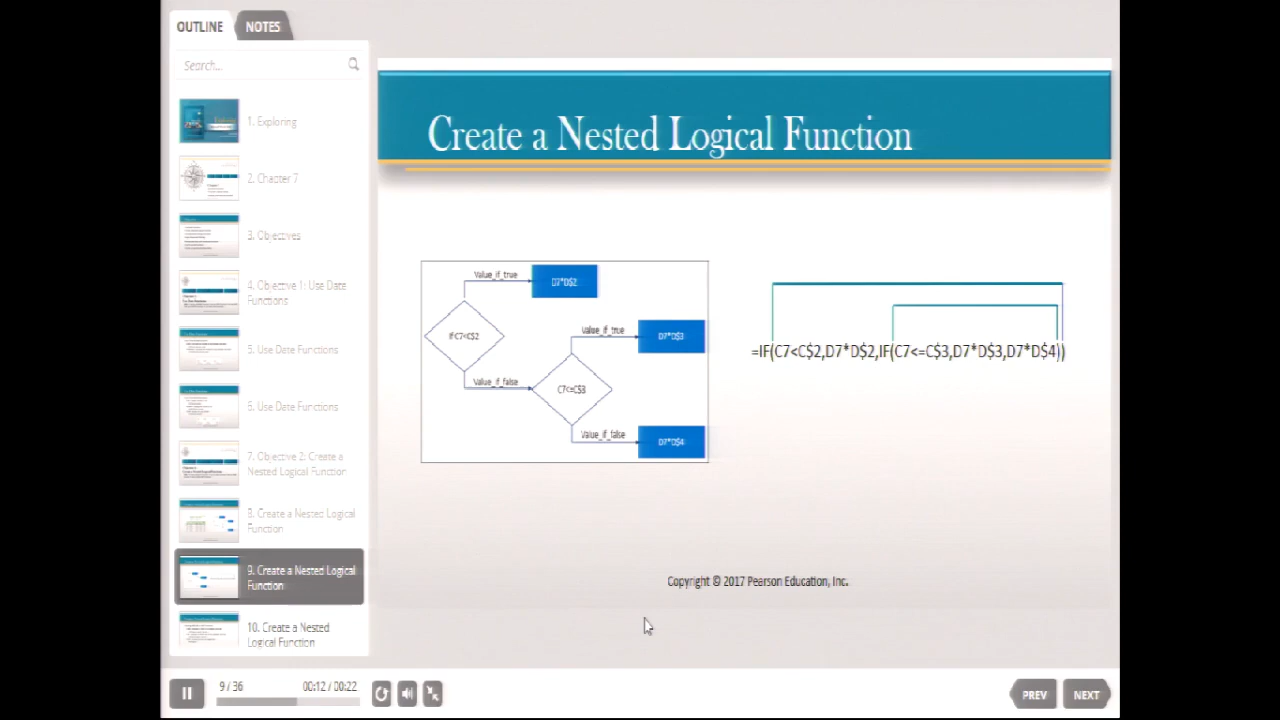 OUTLINE
NOTES
Search...
1. Exploring
2. Chapter 7
3. Objectives
4. Objective 1: Use Date
Functions
5. Use Date Functions
6. Use Date Functions
7. Objective 2: Create a
Nested Logical Function
8. Create a Nested Logical
Function
9. Create a Nested Logical
Function
10. Create a Nested
Logical Function
Create a Nested Logical Function
Value_if_true
D7*D$2
IF C7<C$2
Value_if_true
D7*D$3
Value_if_false
C7<=C$3
Value_if_false
D7*D$4
=IF(C7<C$2,D7*D$2,IF(C7<=C$3,D7*D$3,D7*D$4))
Copyright © 2017 Pearson Education, Inc.
9 / 36
00:12 / 00:22
PREV
NEXT